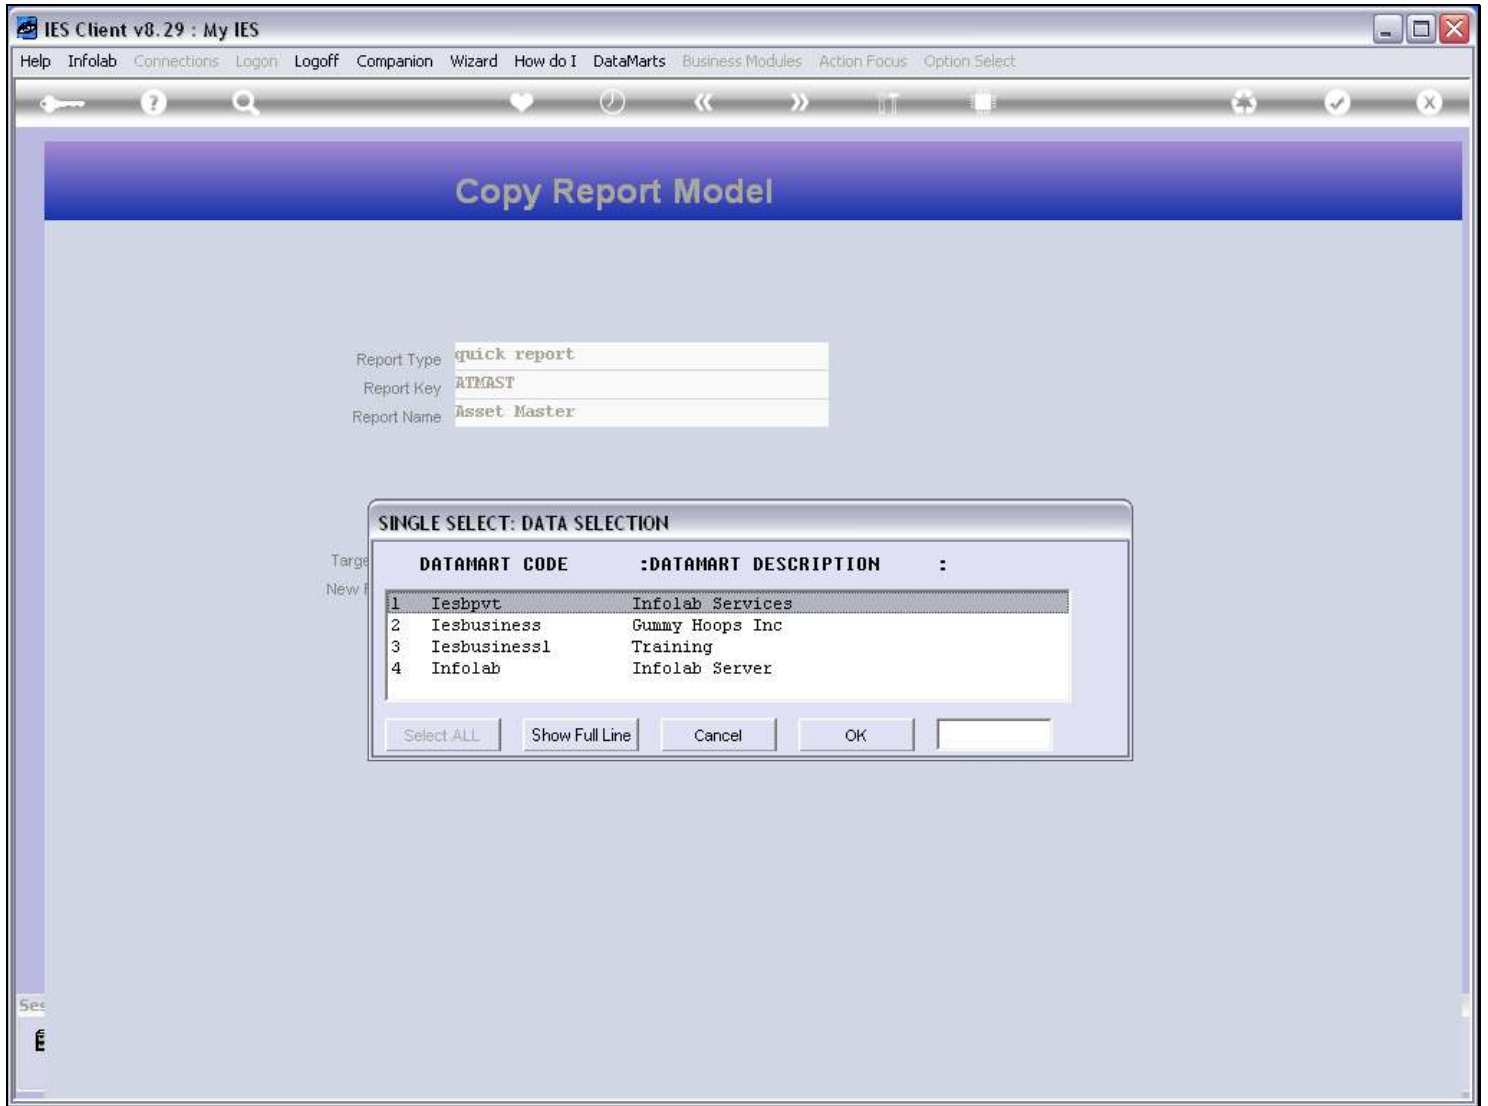 IES Client v8.29 : My IES
Help Infolab Connections Logon Logoff Companion Wizard How do I DataMarts Business Modules Action Focus Option Select
Copy Report Model
Report Type quick report
Report Key ATMAST
Report Name Asset Master
SINGLE SELECT: DATA SELECTION
Targe
DATAMART CODE :DATAMART DESCRIPTION :
New
1 Iesbpvt Infolab Services
2 Iesbusiness Gummy Hoops Inc
3 Iesbusiness1 Training
4 Infolab Infolab Server
Select ALL Show Full Line Cancel OK
Ses